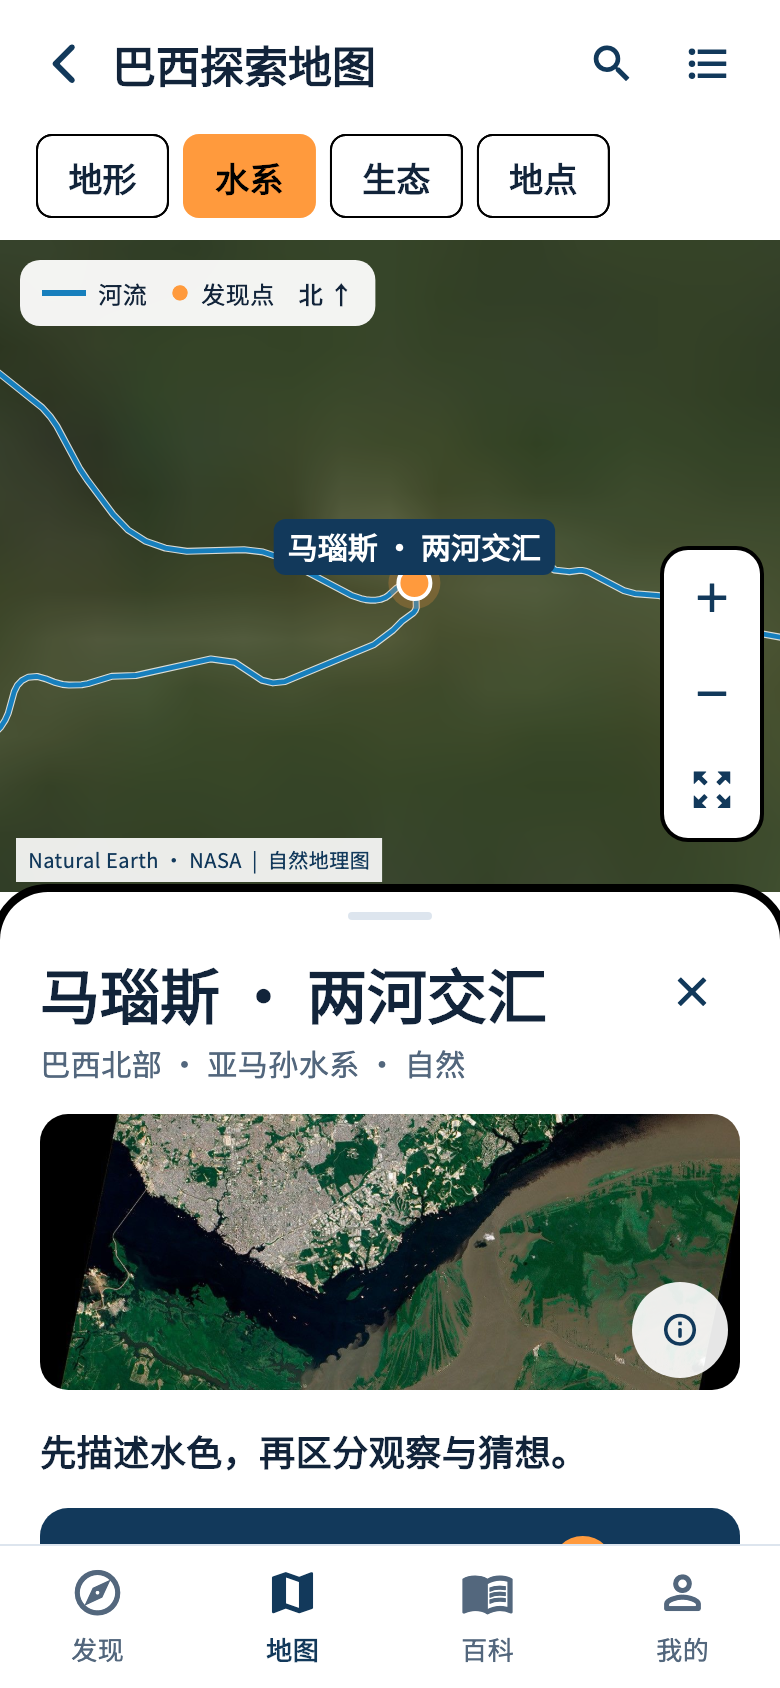 巴西探索地图
地形 水系 生态 地点
河流 发现点 北 ↑
马瑙斯 · 两河交汇
Natural Earth · NASA | 自然地理图
马瑙斯 · 两河交汇
巴西北部 · 亚马孙水系 · 自然
先描述水色，再区分观察与猜想。
发现 地图 百科 我的